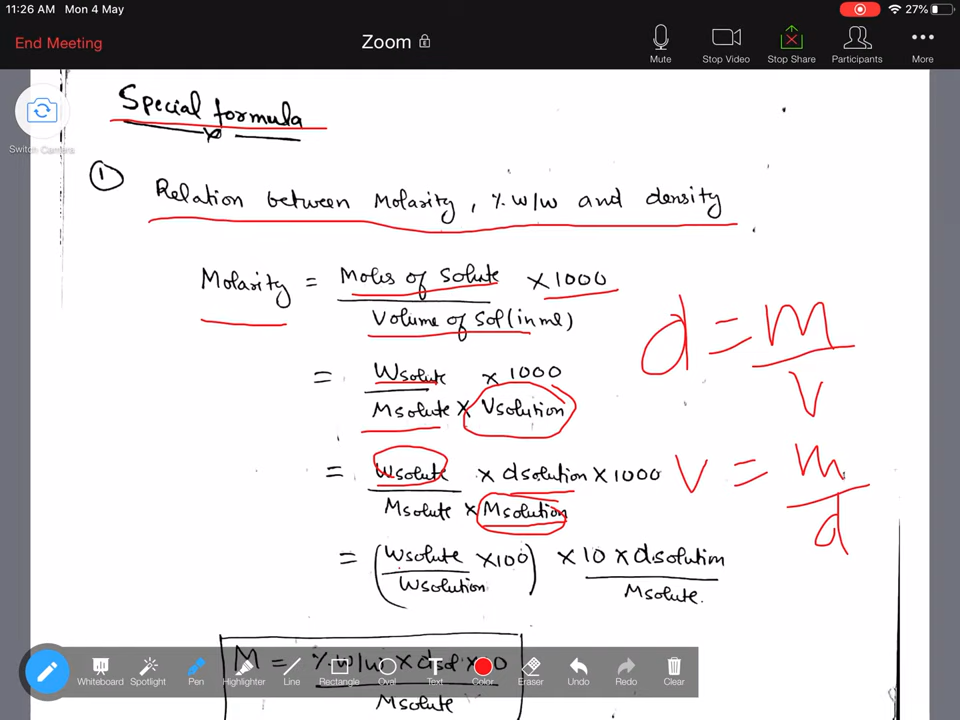 11:26 AM Mon 4 May
27%
End Meeting
Zoom
Mute
Stop Video
Stop Share
Participants
More
Switch Camera
Special formula
① Relation between Molarity, %w/w and density
Molarity = Moles of Solute × 1000
Volume of Sol (in ml)
= Wsolute × 1000
Msolute × Vsolution
= Wsolute × dsolution × 1000
Msolute × Msolution
= (Wsolute × 100) × 10 × dsolution
Wsolution Msolute.
M = %w/w × dsol × 10
Msolute
d = m
v
v = m
d
Whiteboard
Spotlight
Pen
Highlighter
Line
Rectangle
Oval
Text
Color
Eraser
Undo
Redo
Clear